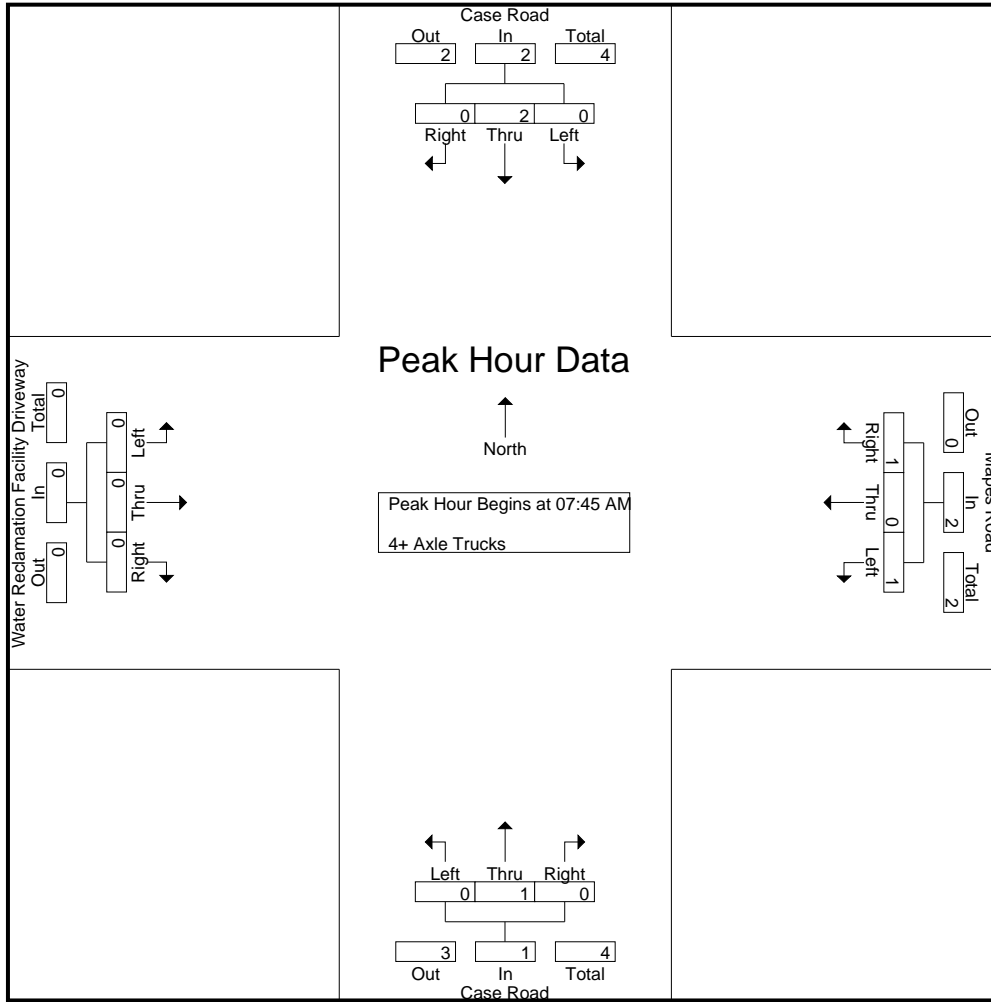 Case Road
Out In Total
2 2 4
0 2 0
Right Thru Left
Peak Hour Data
North
Peak Hour Begins at 07:45 AM
4+ Axle Trucks
Water Reclamation Facility Driveway
Total In Out
0 0 0
0 0 0
Left Thru Right
Right Thru Left
1 0 1
Out In Total
0 2 2
Mapes Road
Left Thru Right
0 1 0
3 1 4
Out In Total
Case Road